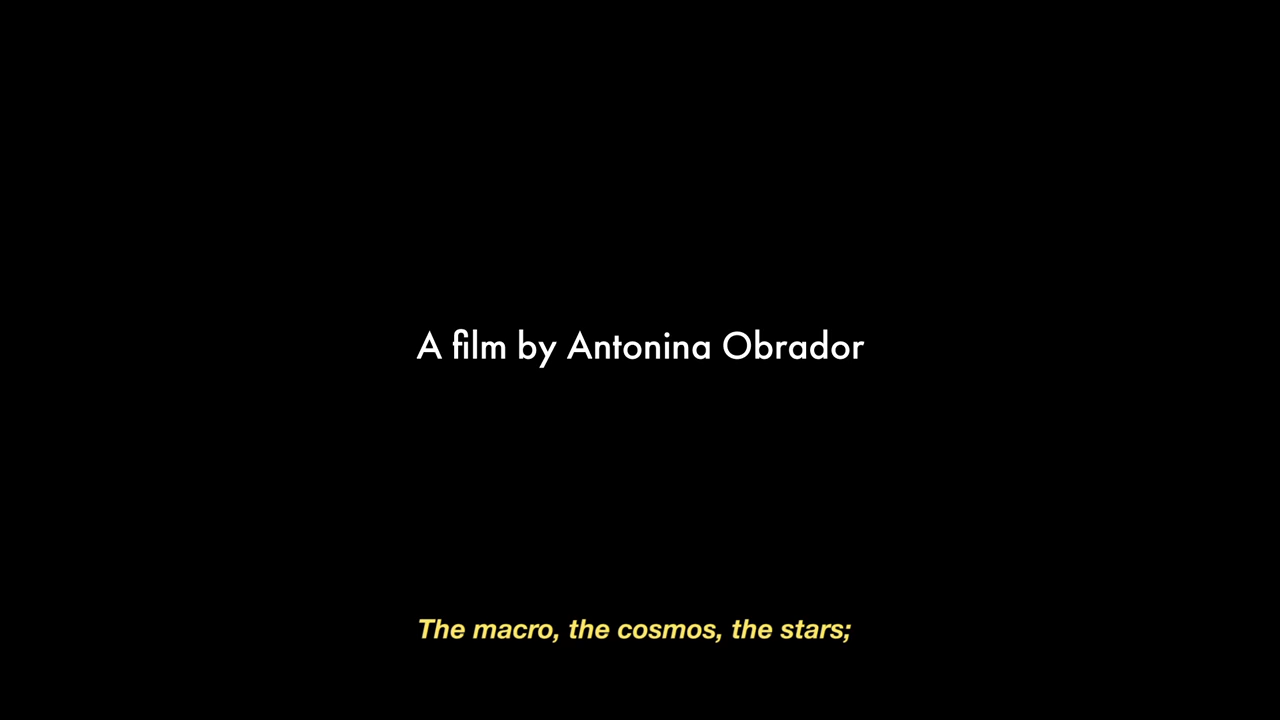 A film by Antonina Obrador
The macro, the cosmos, the stars;